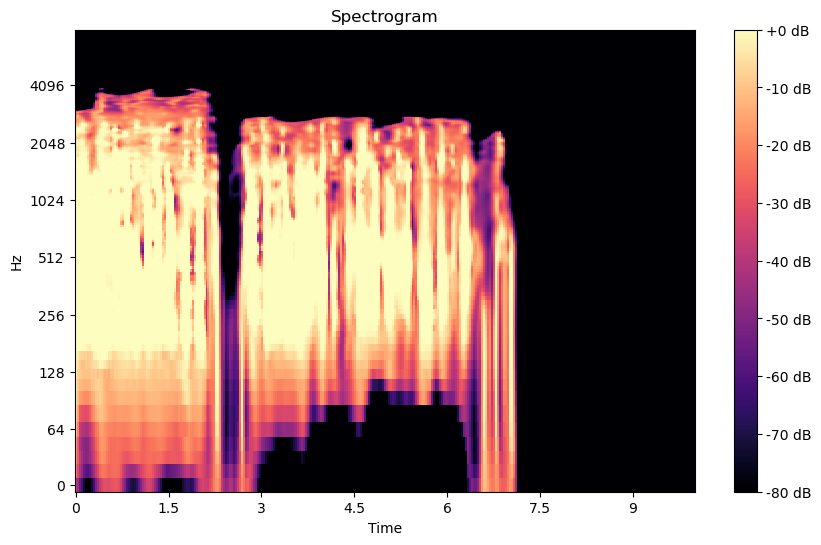 Spectrogram
Hz
4096
2048
1024
512
256
128
64
0
0 1.5 3 4.5 6 7.5 9
Time
+0 dB
-10 dB
-20 dB
-30 dB
-40 dB
-50 dB
-60 dB
-70 dB
-80 dB